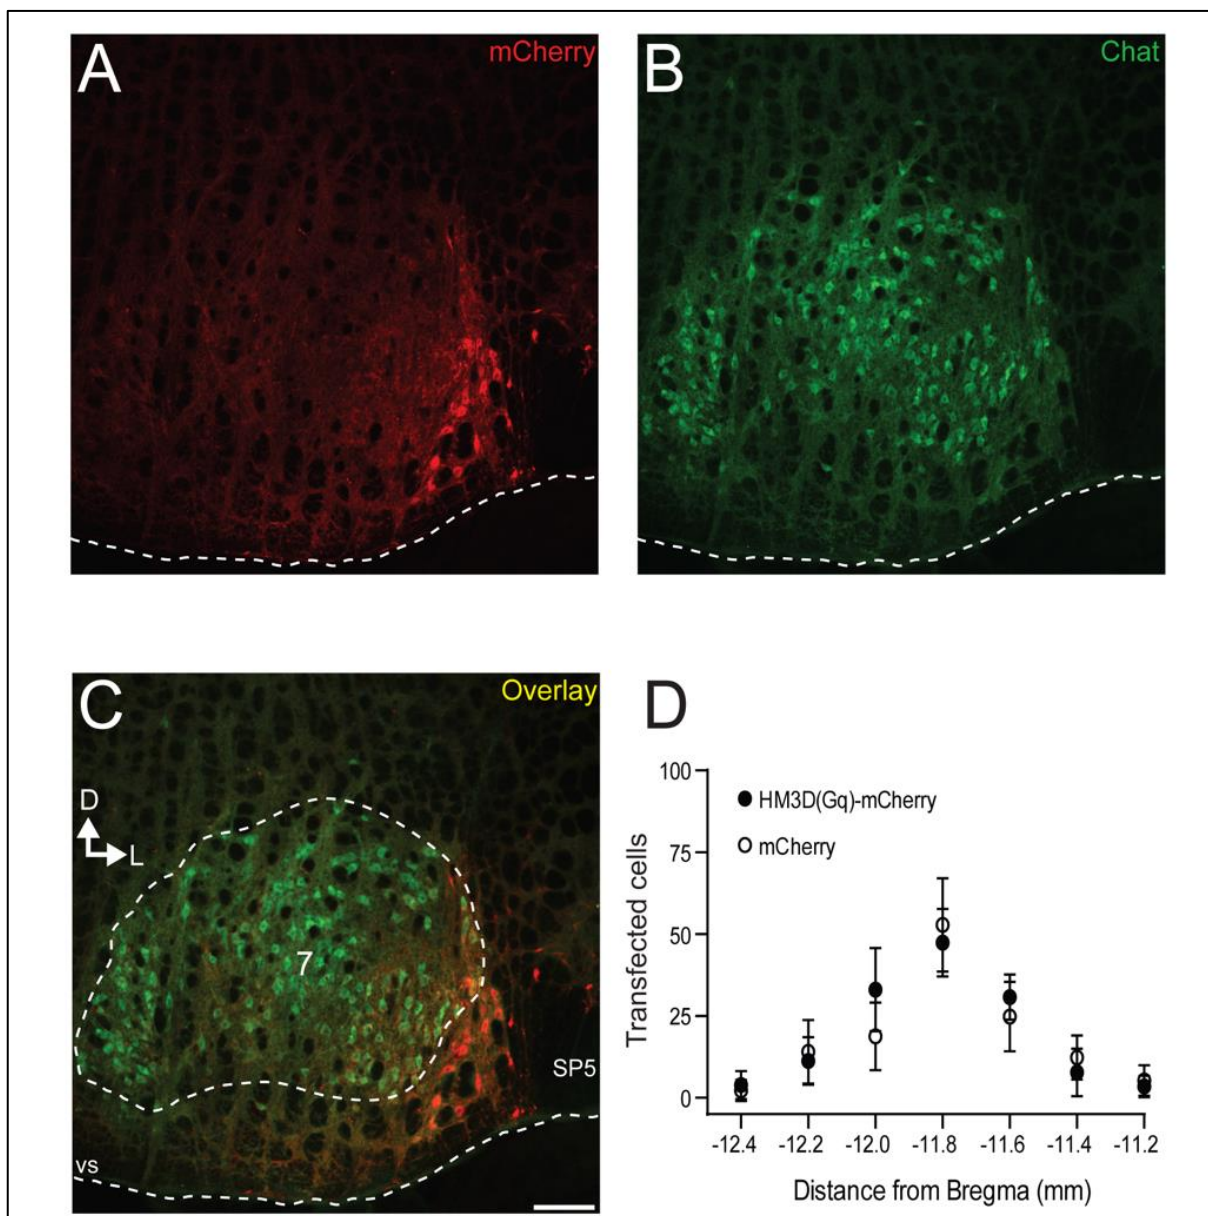 A
mCherry
B
Chat
C
Overlay
D
L
7
SP5
vs
D
100
75
50
25
0
Transfected cells
HM3D(Gq)-mCherry
mCherry
-12.4 -12.2 -12.0 -11.8 -11.6 -11.4 -11.2
Distance from Bregma (mm)